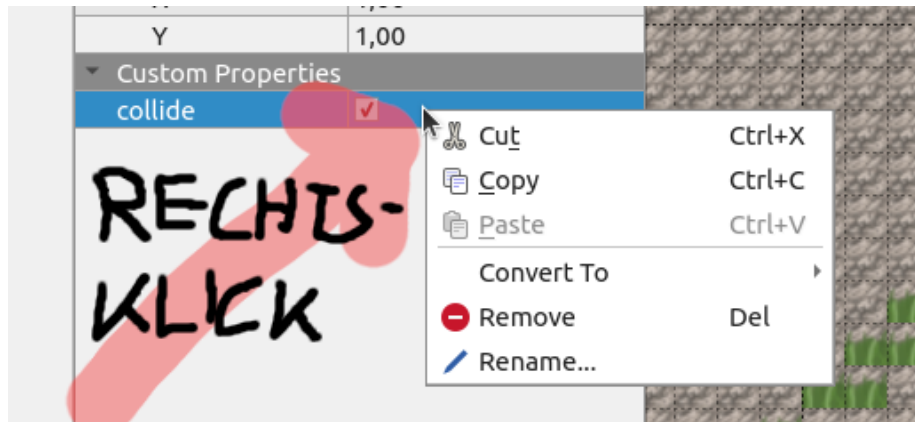 Y 1,00
Custom Properties
collide
Cut Ctrl+X
Copy Ctrl+C
Paste Ctrl+V
Convert To
Remove Del
Rename...
RECHTS-
KLICK